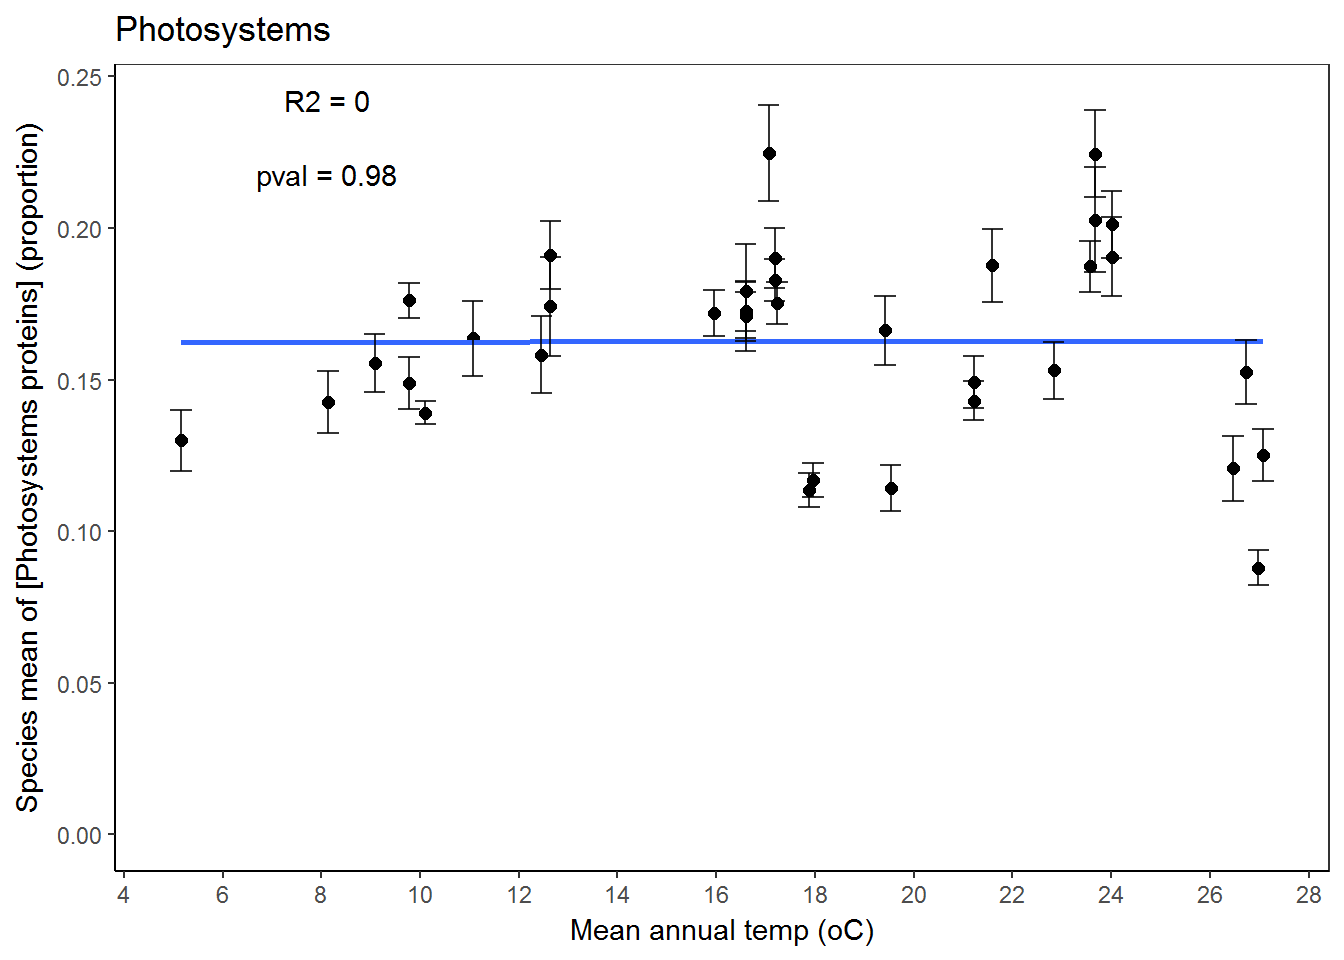 Photosystems
R2 = 0
pval = 0.98
Species mean of [Photosystems proteins] (proportion)
0.25
0.20
0.15
0.10
0.05
0.00
4 6 8 10 12 14 16 18 20 22 24 26 28
Mean annual temp (oC)